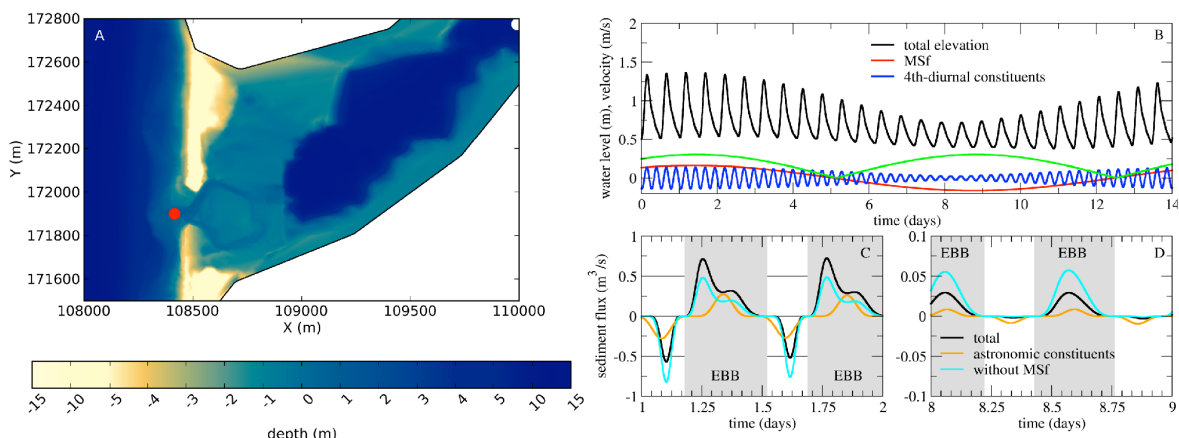 A
172800
172600
172400
172200
172000
171800
171600
Y (m)
108000 108500 109000 109500 110000
X (m)
-15 -10 -5 -4 -3 -2 -1 0 1 2 3 4 5 10 15
depth (m)
B
total elevation
MSf
4th-diurnal constituents
water level (m), velocity (m/s)
2
1.5
1
0.5
0
0 2 4 6 8 10 12 14
time (days)
C
sediment flux (m³/s)
1
0.5
0
-0.5
-1
EBB EBB
1 1.25 1.5 1.75 2
time (days)
D
EBB EBB
0.1
0.05
0
-0.05
-0.1
total
astronomic constituents
without MSf
8 8.25 8.5 8.75 9
time (days)